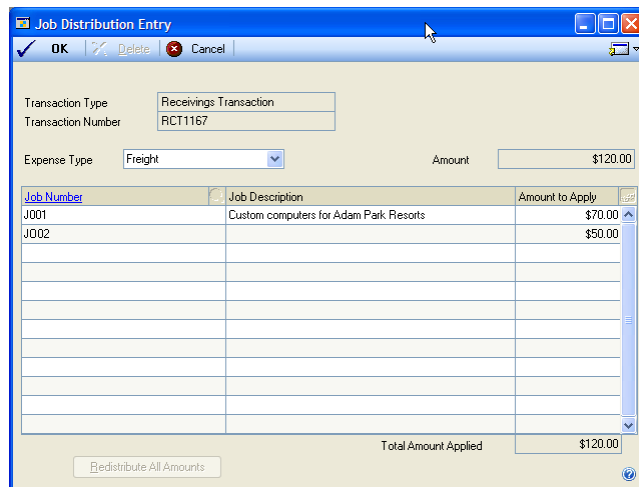 Job Distribution Entry
OK Delete Cancel
Transaction Type Receivings Transaction
Transaction Number RCT1167
Expense Type Freight Amount $120.00
Job Number Job Description Amount to Apply
J001 Custom computers for Adam Park Resorts $70.00
J002 $50.00
Total Amount Applied $120.00
Redistribute All Amounts